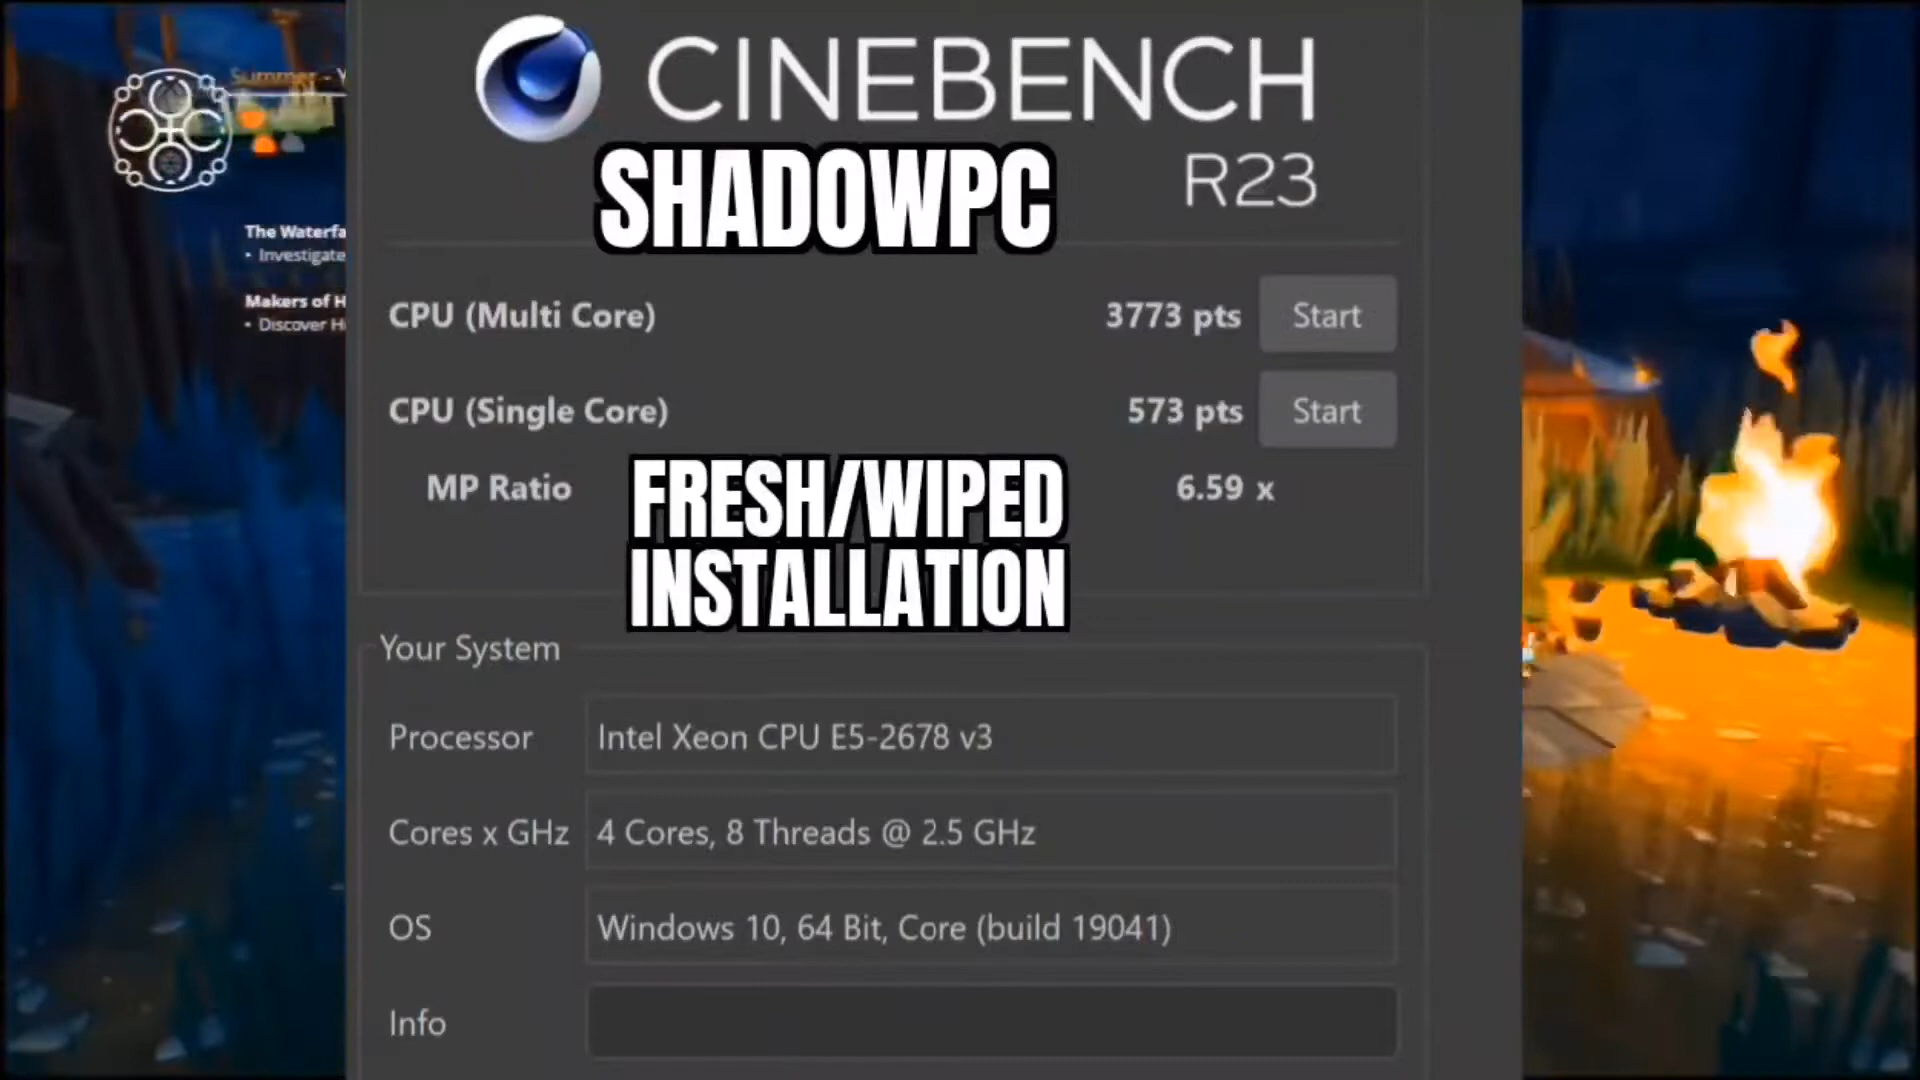 Summer - Y
The Waterfa
• Investigate
Makers of H
• Discover Hi
CINEBENCH
R23
SHADOWPC
CPU (Multi Core) 3773 pts Start
CPU (Single Core) 573 pts Start
MP Ratio 6.59 x
FRESH/WIPED
INSTALLATION
Your System
Processor Intel Xeon CPU E5-2678 v3
Cores x GHz 4 Cores, 8 Threads @ 2.5 GHz
OS Windows 10, 64 Bit, Core (build 19041)
Info